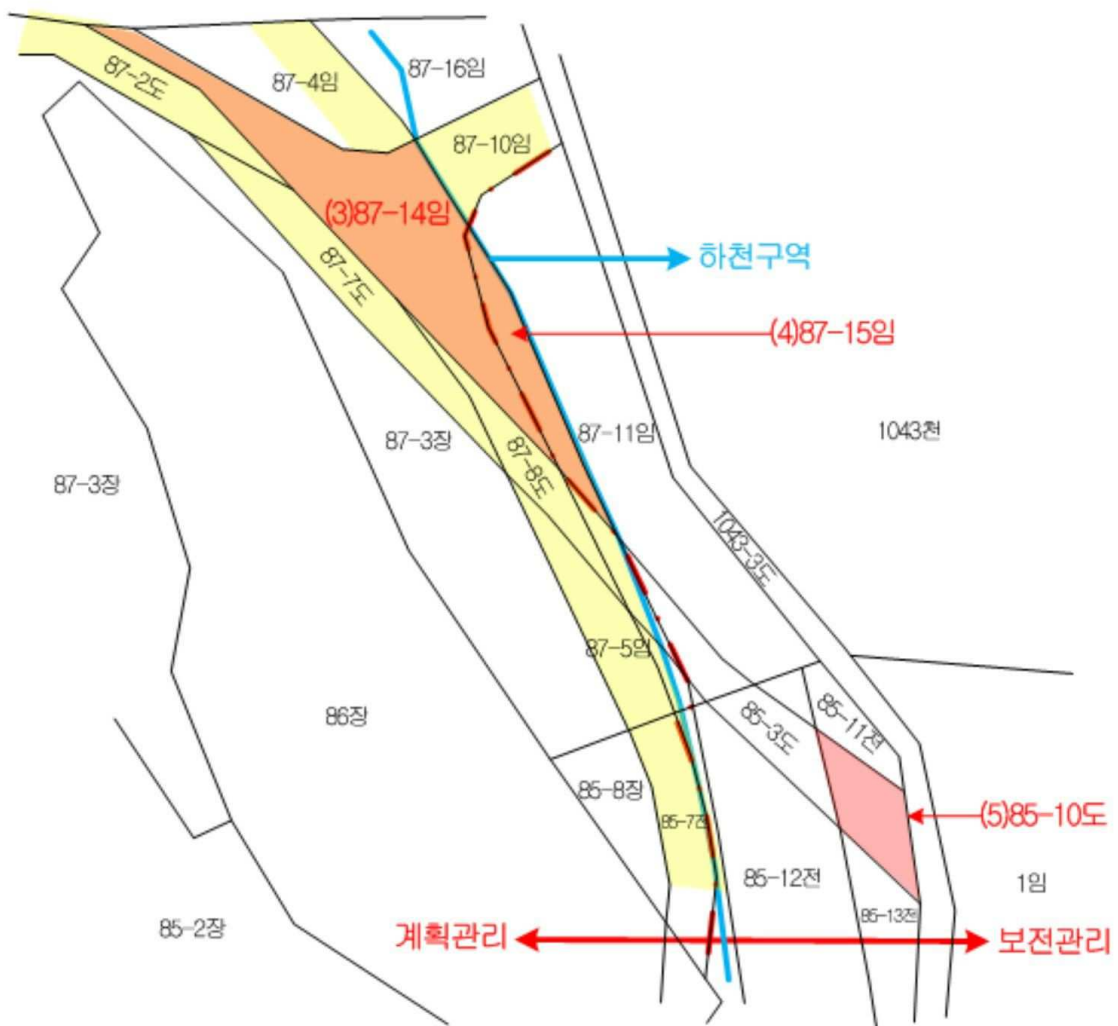 87-16임
87-4임
87-2도
87-10임
(3)87-14임
하천구역
87-7도
(4)87-15임
87-11임
1043천
87-3장
87-8도
87-3장
1043-3도
87-5임
85-11전
86장
85-3도
85-8장
(5)85-10도
85-7전
85-12전
1임
85-13전
85-2장
계획관리
보전관리